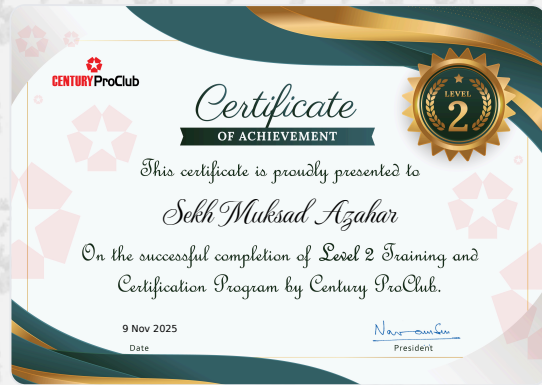 CENTURY ProClub
LEVEL
2
Certificate
OF ACHIEVEMENT
This certificate is proudly presented to
Sekh Muksad Azahar
On the successful completion of Level 2 Training and
Certification Program by Century ProClub.
9 Nov 2025
Date
President